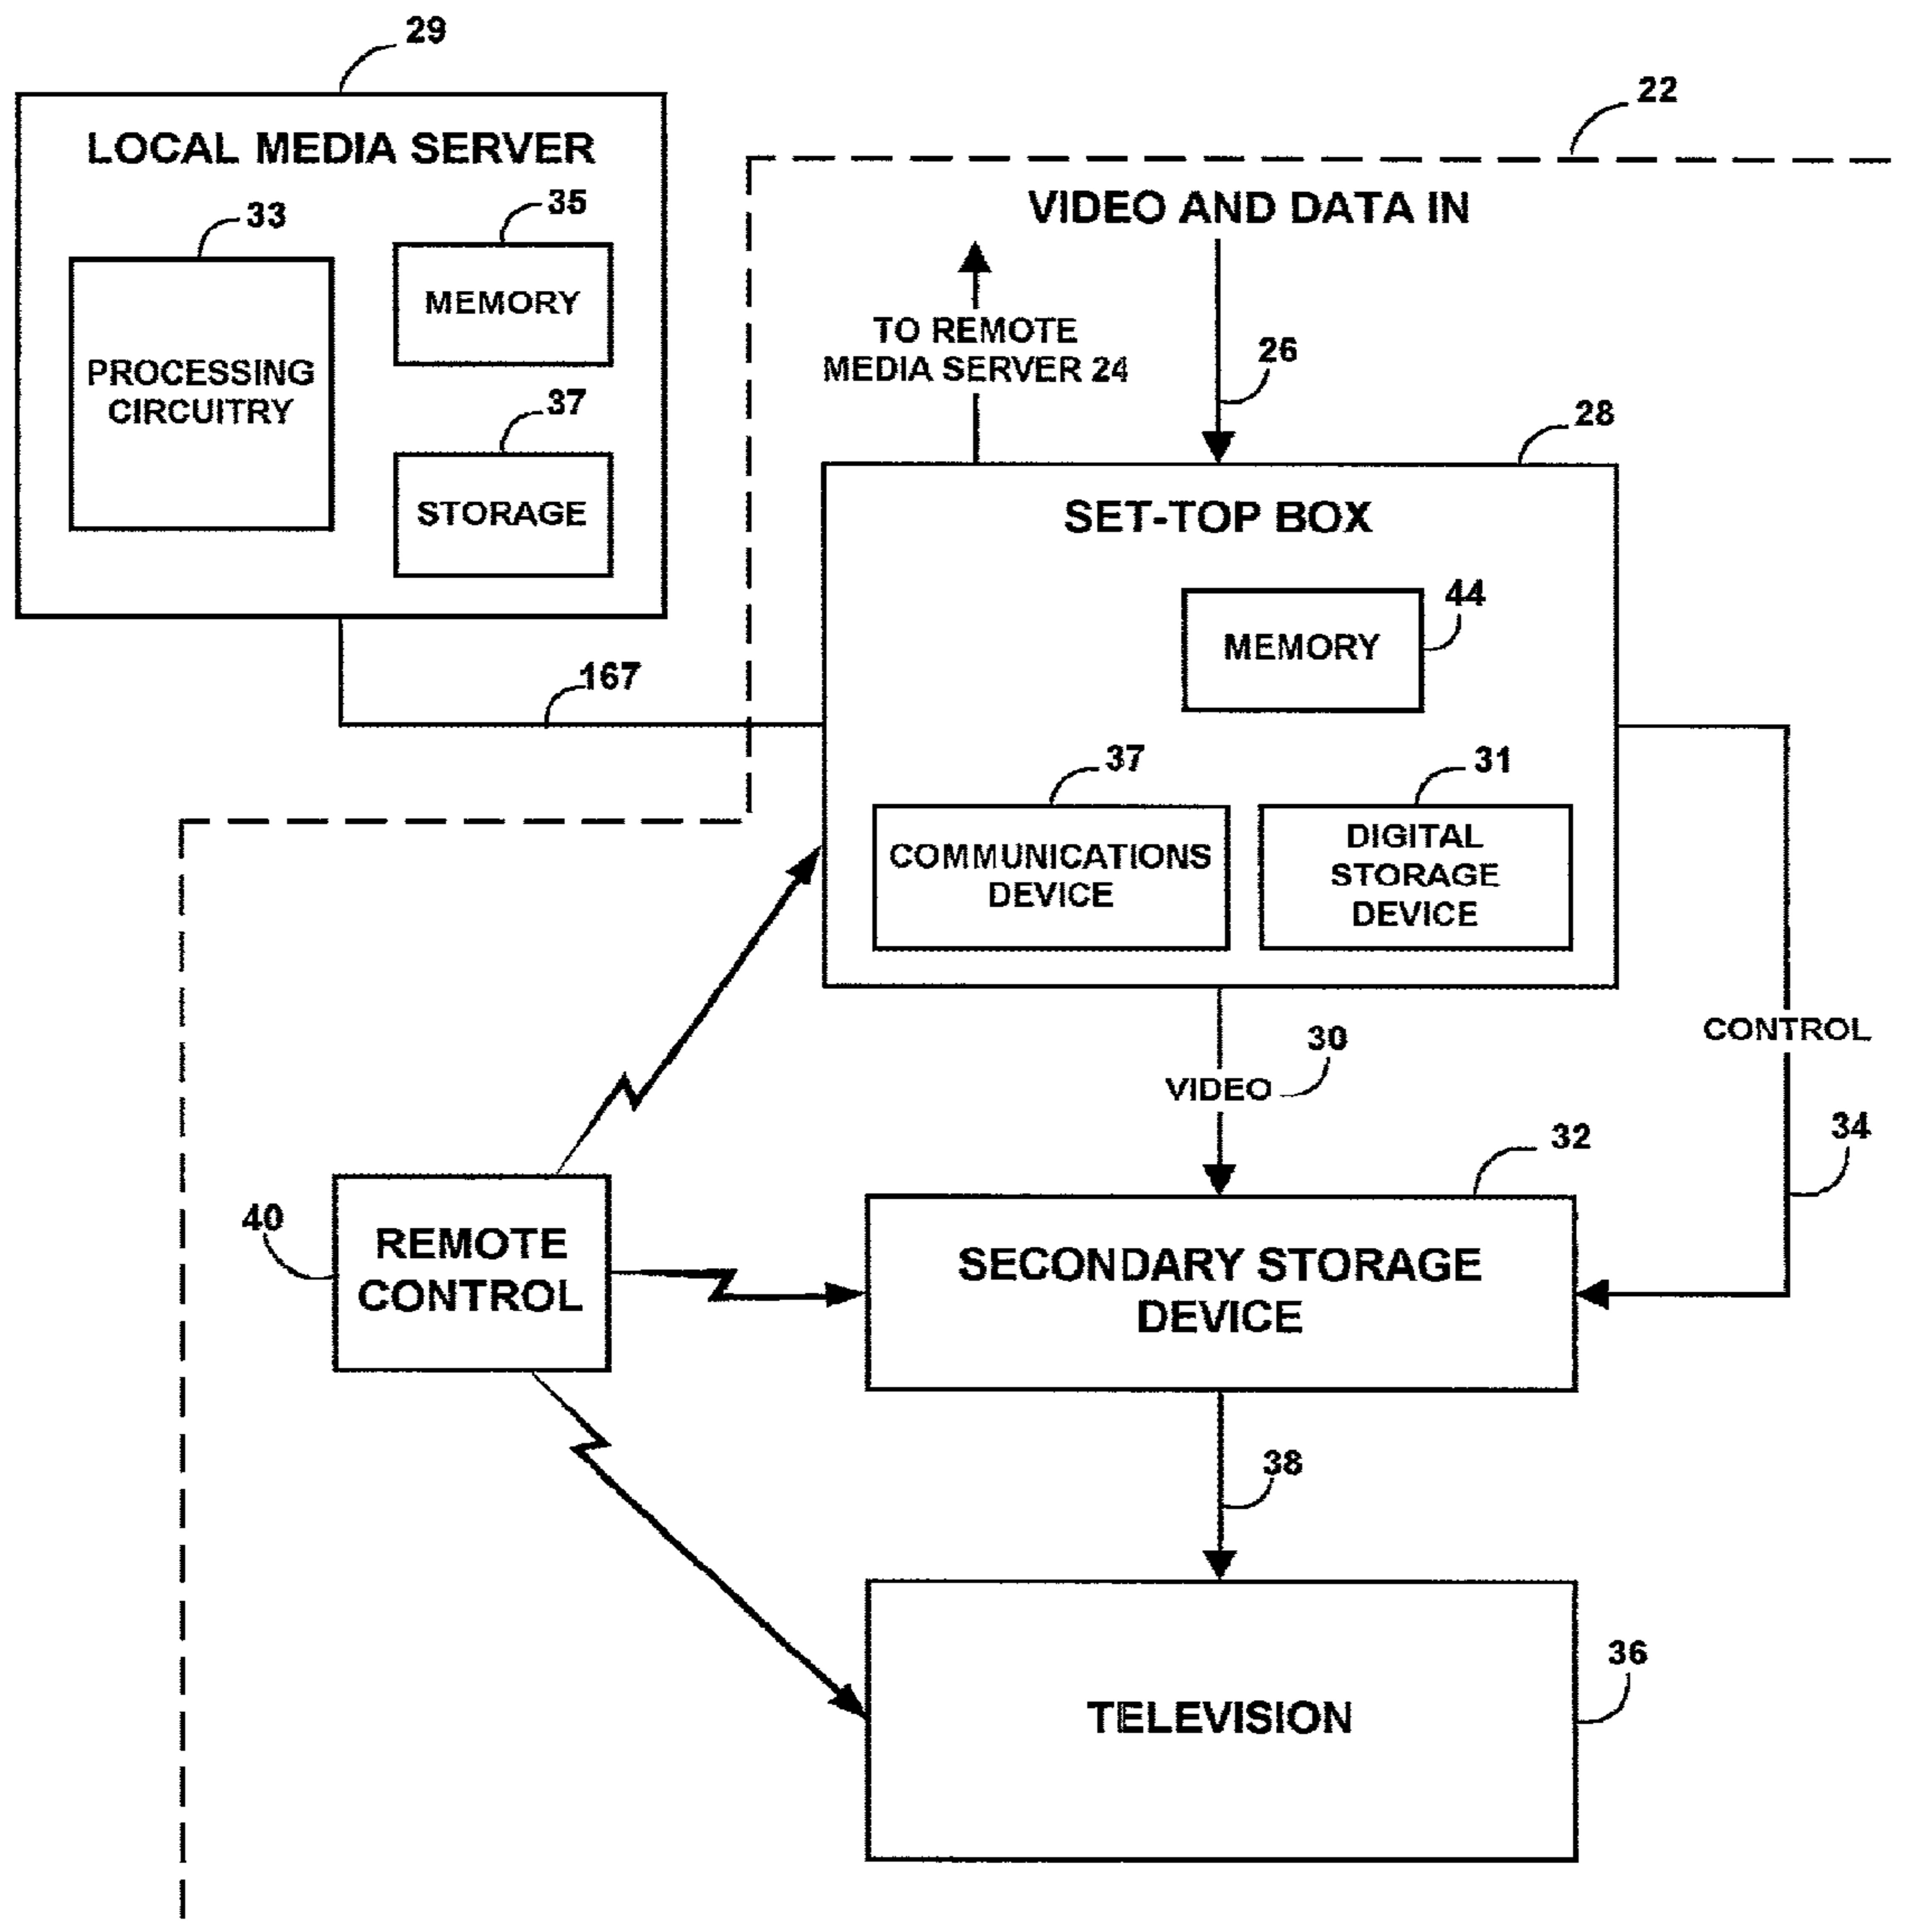 29
22
LOCAL MEDIA SERVER
VIDEO AND DATA IN
33
35
PROCESSING
CIRCUITRY
MEMORY
37
STORAGE
TO REMOTE
MEDIA SERVER 24
26
28
SET-TOP BOX
44
MEMORY
167
37
31
COMMUNICATIONS
DEVICE
DIGITAL
STORAGE
DEVICE
CONTROL
30
VIDEO
34
32
40
REMOTE
CONTROL
SECONDARY STORAGE
DEVICE
38
36
TELEVISION